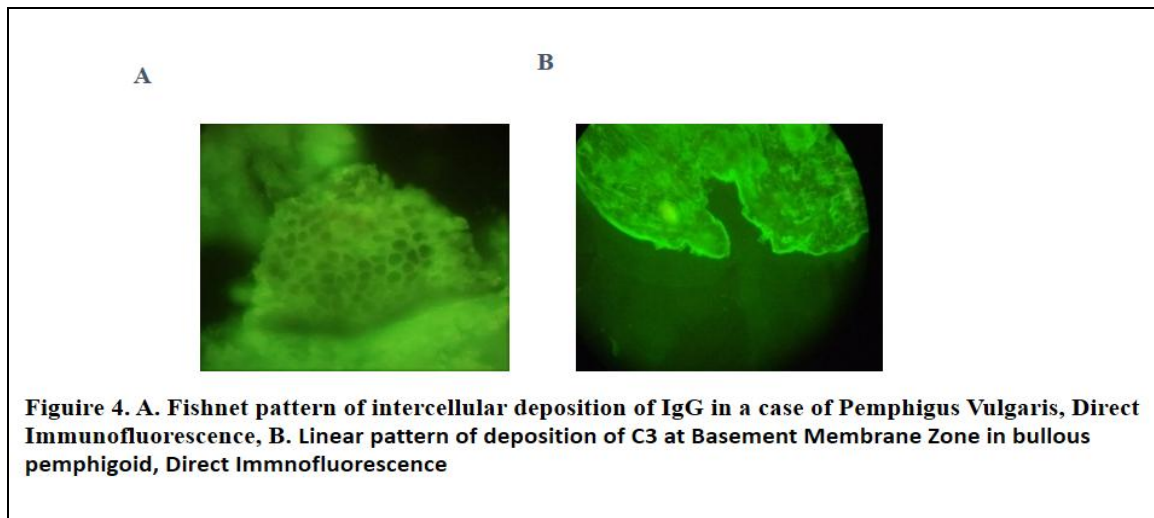 A
B
Figuire 4. A. Fishnet pattern of intercellular deposition of IgG in a case of Pemphigus Vulgaris, Direct
Immunofluorescence, B. Linear pattern of deposition of C3 at Basement Membrane Zone in bullous
pemphigoid, Direct Immnofluorescence